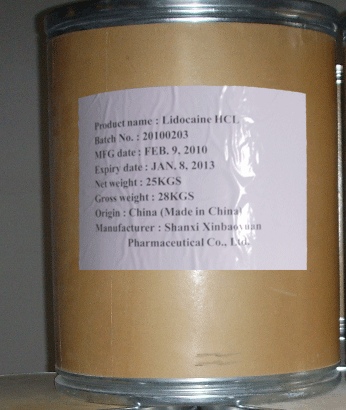 Product name : Lidocaine HCL
Batch No. : 20100203
MFG date : FEB. 9, 2010
Expiry date : JAN. 8, 2013
Net weight : 25KGS
Gross weight : 28KGS
Origin : China (Made in China)
Manufacturer : Shanxi Xinbaoyuan
Pharmaceutical Co., Ltd.